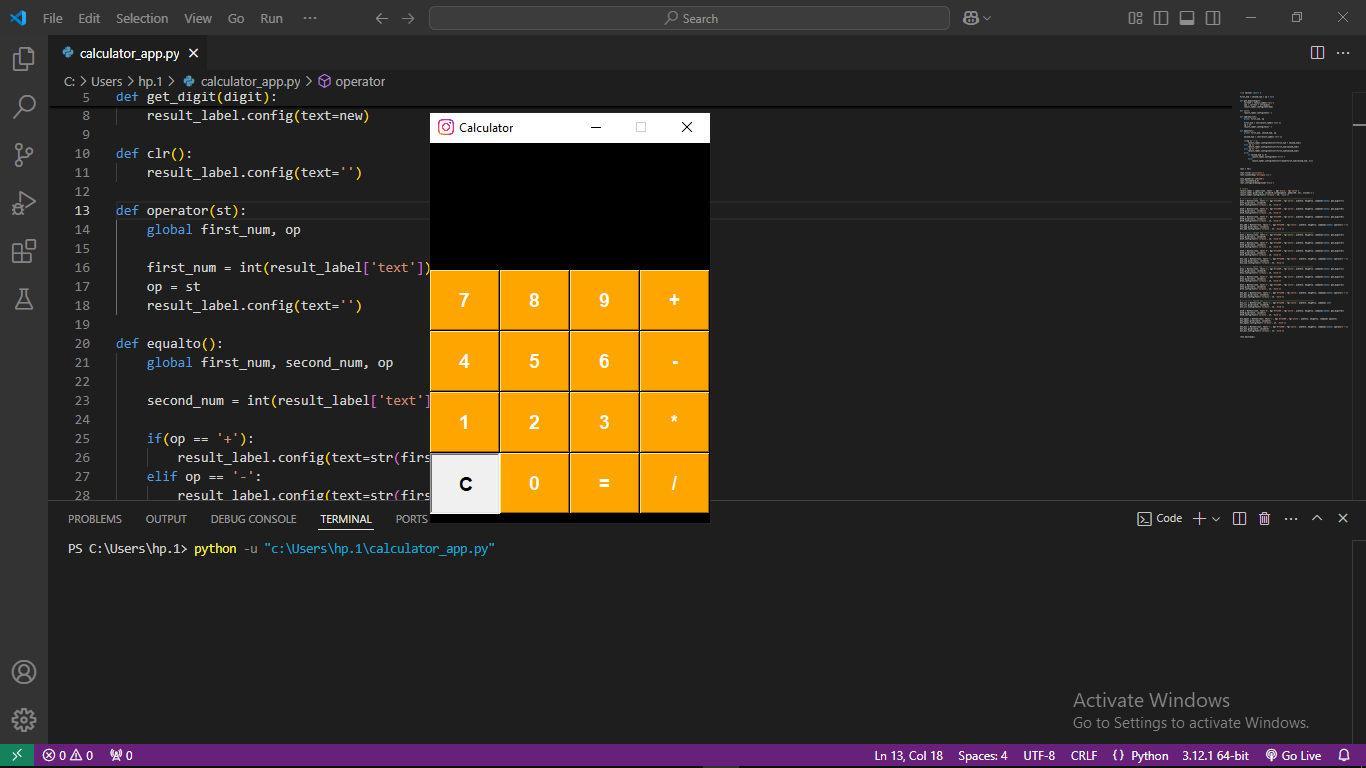 File Edit Selection View Go Run ··· Search
calculator_app.py
C: > Users > hp.1 > calculator_app.py > operator
5 def get_digit(digit):
8 result_label.config(text=new)
9
10 def clr():
11 result_label.config(text='')
12
13 def operator(st):
14 global first_num, op
15
16 first_num = int(result_label['text'])
17 op = st
18 result_label.config(text='')
19
20 def equalto():
21 global first_num, second_num, op
22
23 second_num = int(result_label['text']
24
25 if(op == '+'):
26 result_label.config(text=str(firs
27 elif op == '-':
28 result_label.config(text=str(firs
Calculator
7 8 9 +
4 5 6 -
1 2 3 *
C 0 = /
PROBLEMS OUTPUT DEBUG CONSOLE TERMINAL PORTS Code
PS C:\Users\hp.1> python -u "c:\Users\hp.1\calculator_app.py"
Activate Windows
Go to Settings to activate Windows.
0 0 0 Ln 13, Col 18 Spaces: 4 UTF-8 CRLF {} Python 3.12.1 64-bit Go Live